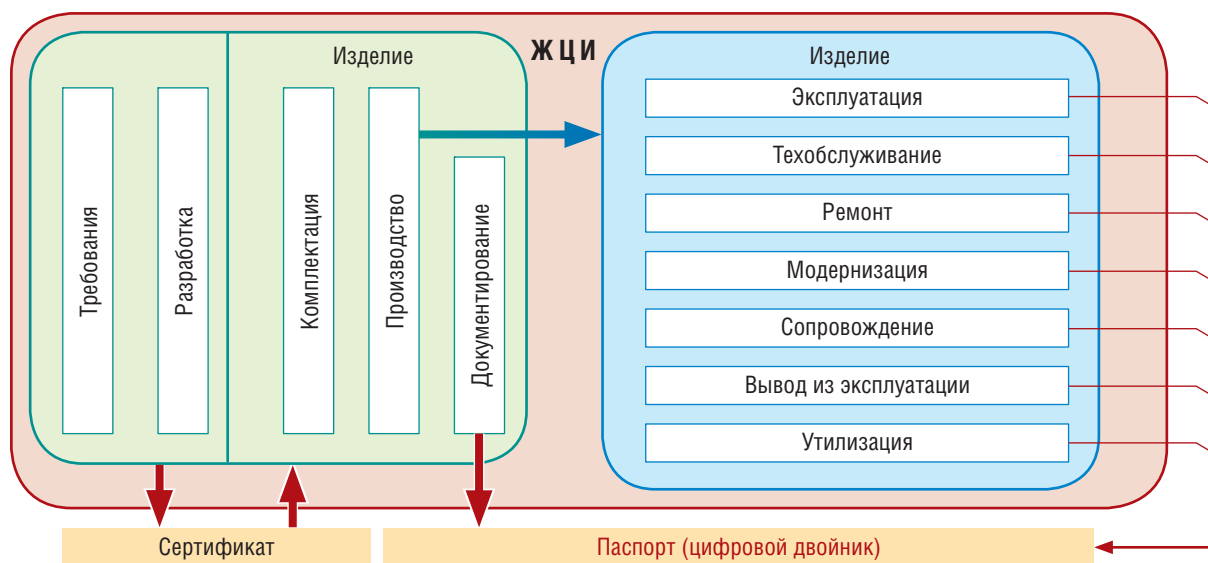 Изделие
ЖЦИ
Изделие
Требования
Разработка
Комплектация
Производство
Документирование
Эксплуатация
Техобслуживание
Ремонт
Модернизация
Сопровождение
Вывод из эксплуатации
Утилизация
Сертификат
Паспорт (цифровой двойник)